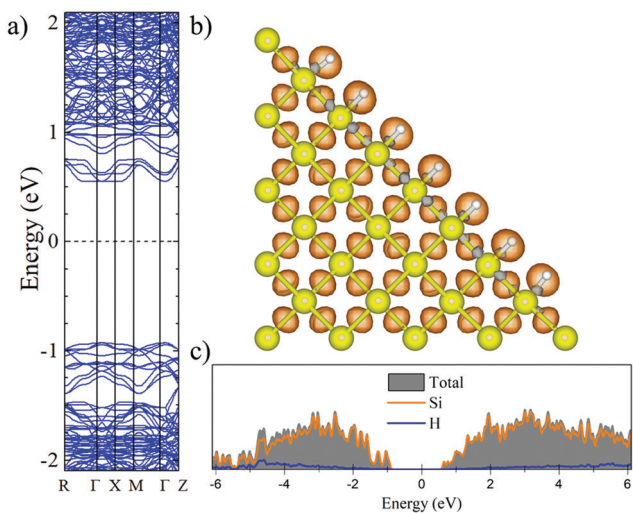 a)
b)
2
1
0
-1
-2
Energy (eV)
R Γ X M Γ Z
c)
Total
Si
H
-6 -4 -2 0 2 4 6
Energy (eV)